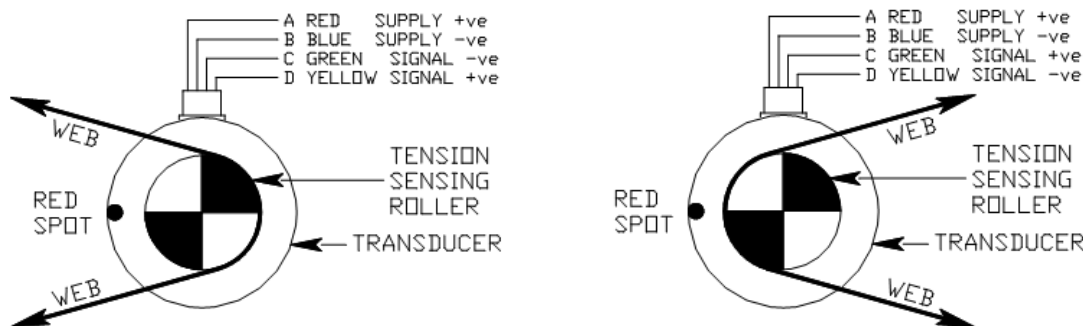 A RED SUPPLY +ve
B BLUE SUPPLY -ve
C GREEN SIGNAL -ve
D YELLOW SIGNAL +ve
WEB
TENSION
SENSING
ROLLER
RED
SPOT
TRANSDUCER
WEB
A RED SUPPLY +ve
B BLUE SUPPLY -ve
C GREEN SIGNAL +ve
D YELLOW SIGNAL -ve
WEB
TENSION
SENSING
ROLLER
RED
SPOT
TRANSDUCER
WEB